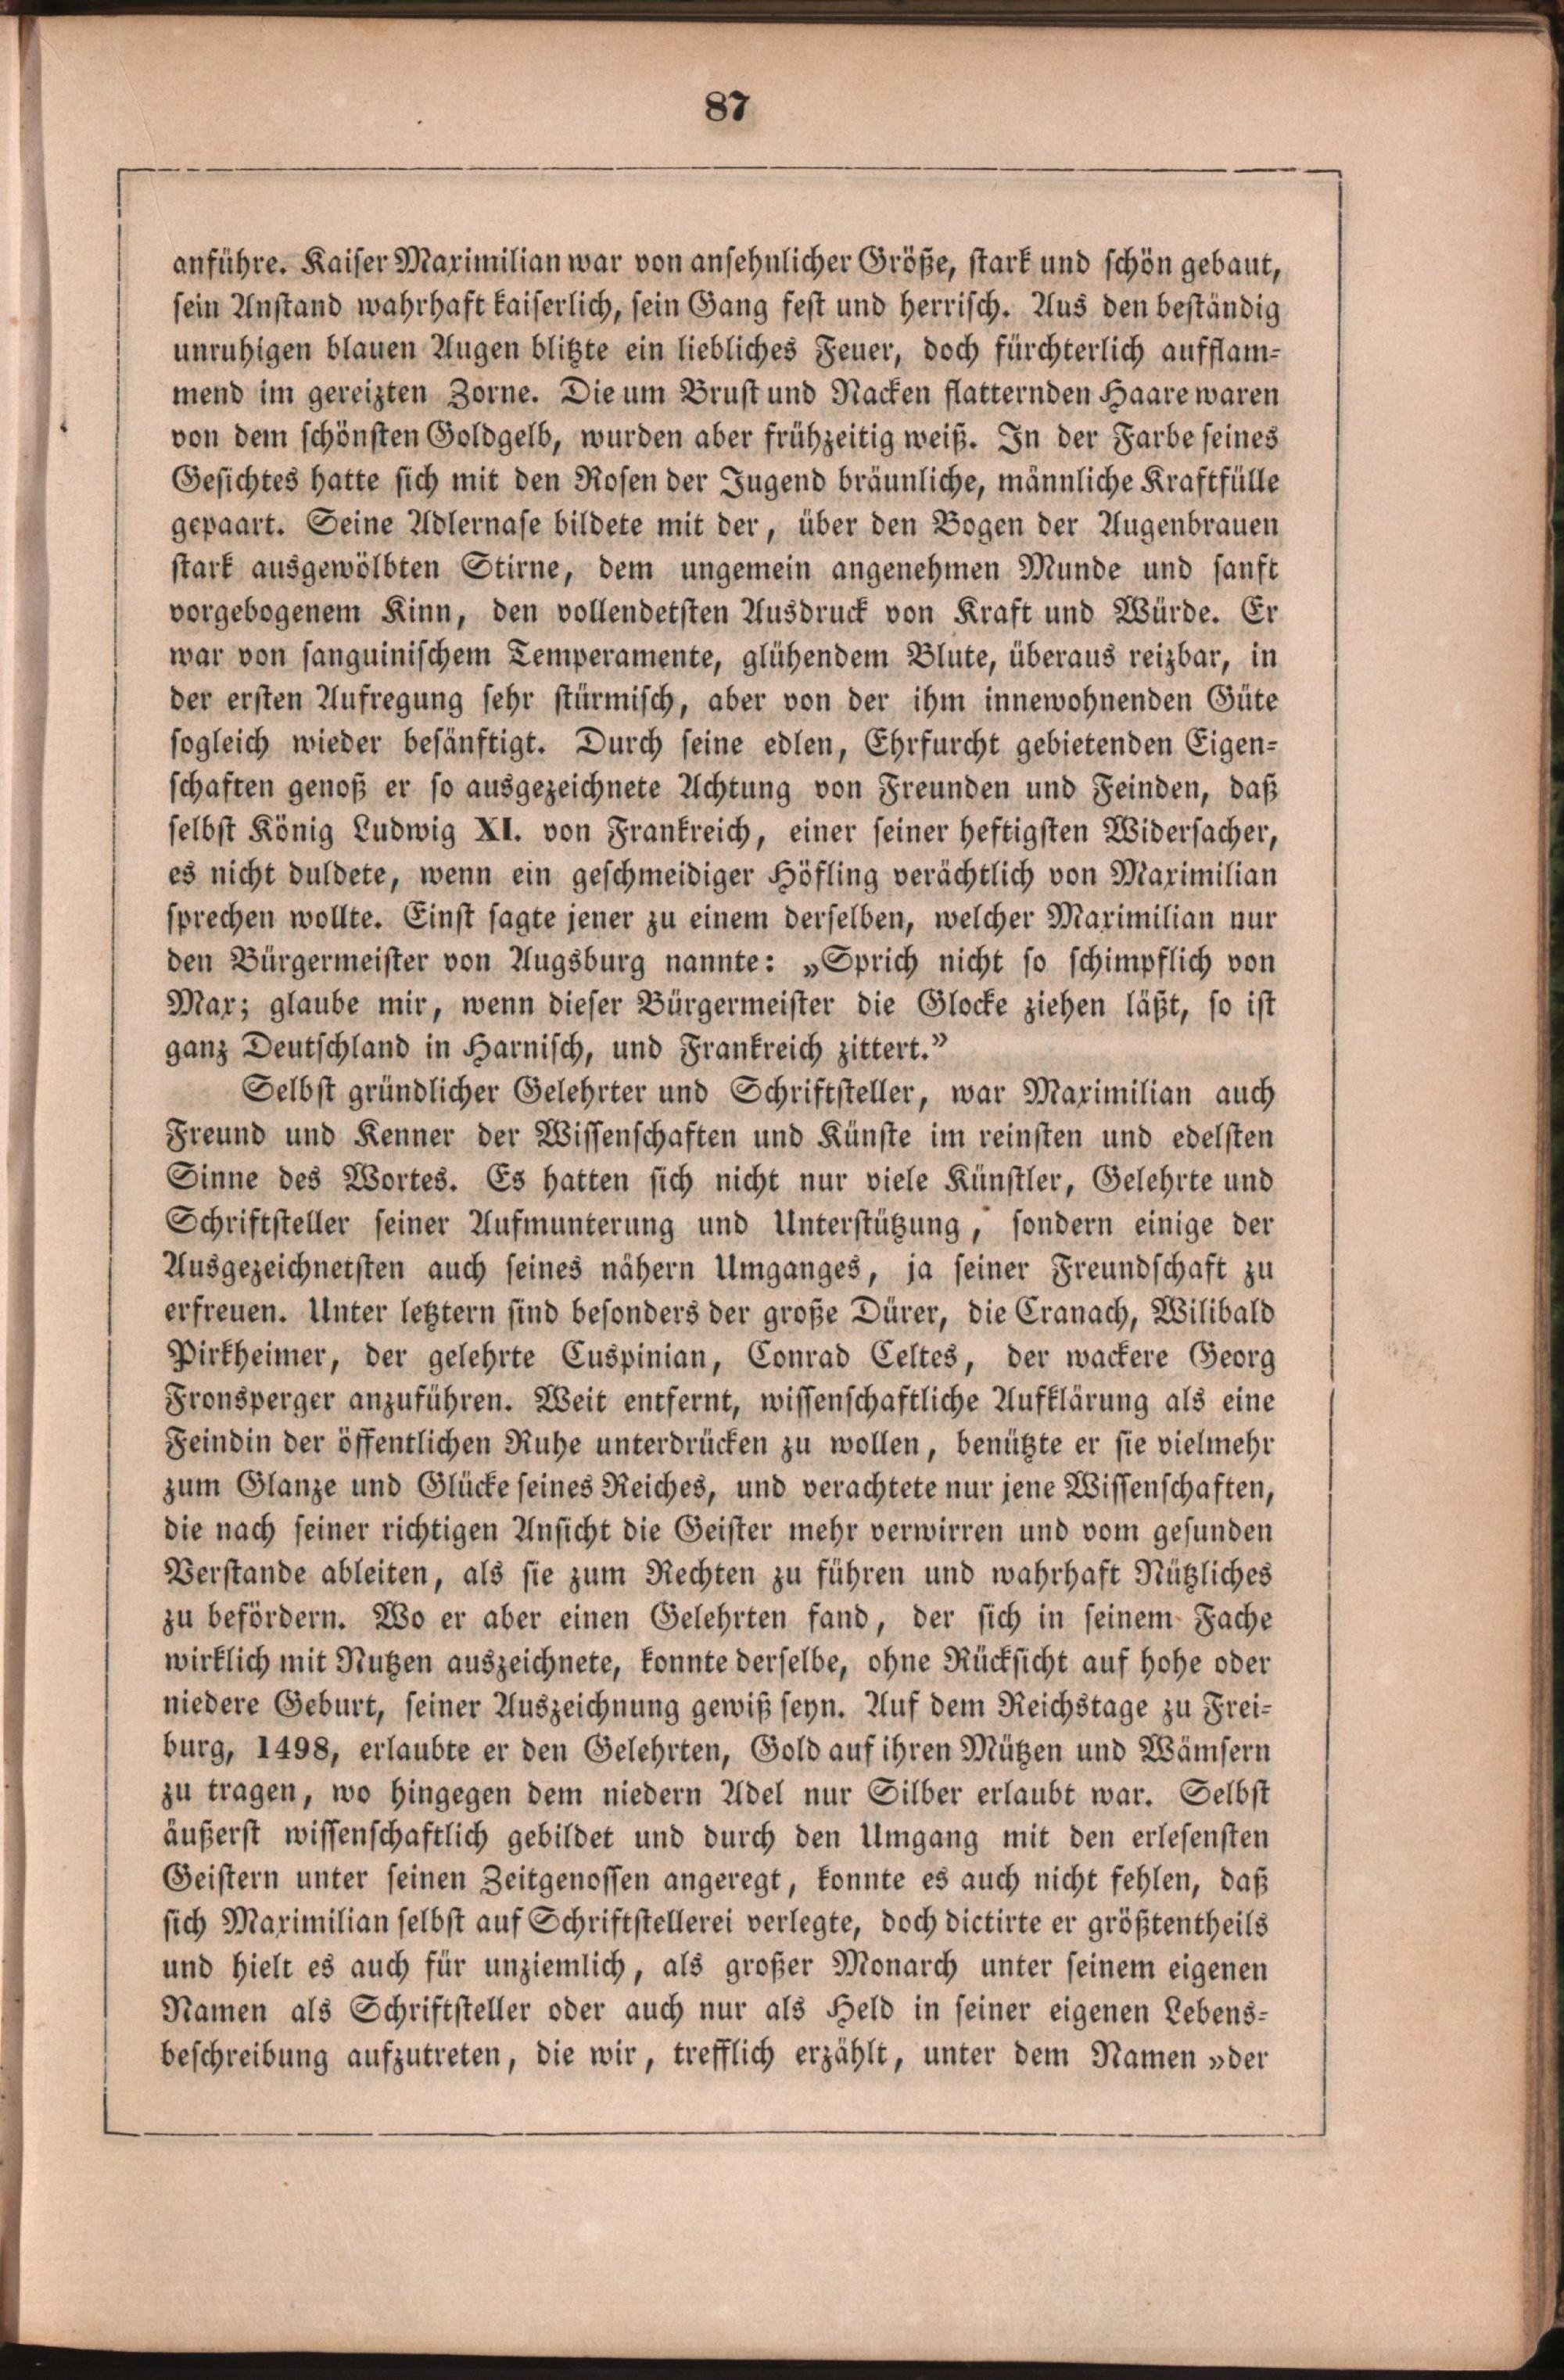 87
anführe. Kaiser Maximilian war von ansehnlicher Größe, stark und schön gebaut,
sein Anstand wahrhaft kaiserlich, sein Gang fest und herrisch. Aus den beständig
unruhigen blauen Augen blitzte ein liebliches Feuer, doch fürchterlich aufflam-
mend im gereizten Zorne. Die um Brust und Nacken flatternden Haare waren
von dem schönsten Goldgelb, wurden aber frühzeitig weiß. In der Farbe seines
Gesichtes hatte sich mit den Rosen der Jugend bräunliche, männliche Kraftfülle
gepaart. Seine Adlernase bildete mit der, über den Bogen der Augenbrauen
stark ausgewölbten Stirne, dem ungemein angenehmen Munde und sanft
vorgebogenem Kinn, den vollendetsten Ausdruck von Kraft und Würde. Er
war von sanguinischem Temperamente, glühendem Blute, überaus reizbar, in
der ersten Aufregung sehr stürmisch, aber von der ihm innewohnenden Güte
sogleich wieder besänftigt. Durch seine edlen, Ehrfurcht gebietenden Eigen-
schaften genoß er so ausgezeichnete Achtung von Freunden und Feinden, daß
selbst König Ludwig XI. von Frankreich, einer seiner heftigsten Widersacher,
es nicht duldete, wenn ein geschmeidiger Höfling verächtlich von Maximilian
sprechen wollte. Einst sagte jener zu einem derselben, welcher Maximilian nur
den Bürgermeister von Augsburg nannte: »Sprich nicht so schimpflich von
Max; glaube mir, wenn dieser Bürgermeister die Glocke ziehen läßt, so ist
ganz Deutschland in Harnisch, und Frankreich zittert.”
Selbst gründlicher Gelehrter und Schriftsteller, war Maximilian auch
Freund und Kenner der Wissenschaften und Künste im reinsten und edelsten
Sinne des Wortes. Es hatten sich nicht nur viele Künstler, Gelehrte und
Schriftsteller seiner Aufmunterung und Unterstützung, sondern einige der
Ausgezeichnetsten auch seines nähern Umganges, ja seiner Freundschaft zu
erfreuen. Unter letztern sind besonders der große Dürer, die Cranach, Wilibald
Pirkheimer, der gelehrte Cuspinian, Conrad Celtes, der wackere Georg
Fronsperger anzuführen. Weit entfernt, wissenschaftliche Aufklärung als eine
Feindin der öffentlichen Ruhe unterdrücken zu wollen, benützte er sie vielmehr
zum Glanze und Glücke seines Reiches, und verachtete nur jene Wissenschaften,
die nach seiner richtigen Ansicht die Geister mehr verwirren und vom gesunden
Verstande ableiten, als sie zum Rechten zu führen und wahrhaft Nützliches
zu befördern. Wo er aber einen Gelehrten fand, der sich in seinem Fache
wirklich mit Nutzen auszeichnete, konnte derselbe, ohne Rücksicht auf hohe oder
niedere Geburt, seiner Auszeichnung gewiß seyn. Auf dem Reichstage zu Frei-
burg, 1498, erlaubte er den Gelehrten, Gold auf ihren Mützen und Wämsern
zu tragen, wo hingegen dem niedern Adel nur Silber erlaubt war. Selbst
äußerst wissenschaftlich gebildet und durch den Umgang mit den erlesensten
Geistern unter seinen Zeitgenossen angeregt, konnte es auch nicht fehlen, daß
sich Maximilian selbst auf Schriftstellerei verlegte, doch dictirte er größtentheils
und hielt es auch für unziemlich, als großer Monarch unter seinem eigenen
Namen als Schriftsteller oder auch nur als Held in seiner eigenen Lebens-
beschreibung aufzutreten, die wir, trefflich erzählt, unter dem Namen »der